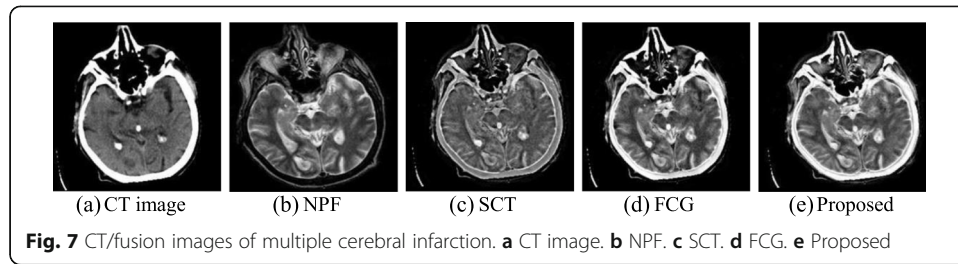 (a) CT image (b) NPF (c) SCT (d) FCG (e) Proposed
Fig. 7 CT/fusion images of multiple cerebral infarction. a CT image. b NPF. c SCT. d FCG. e Proposed